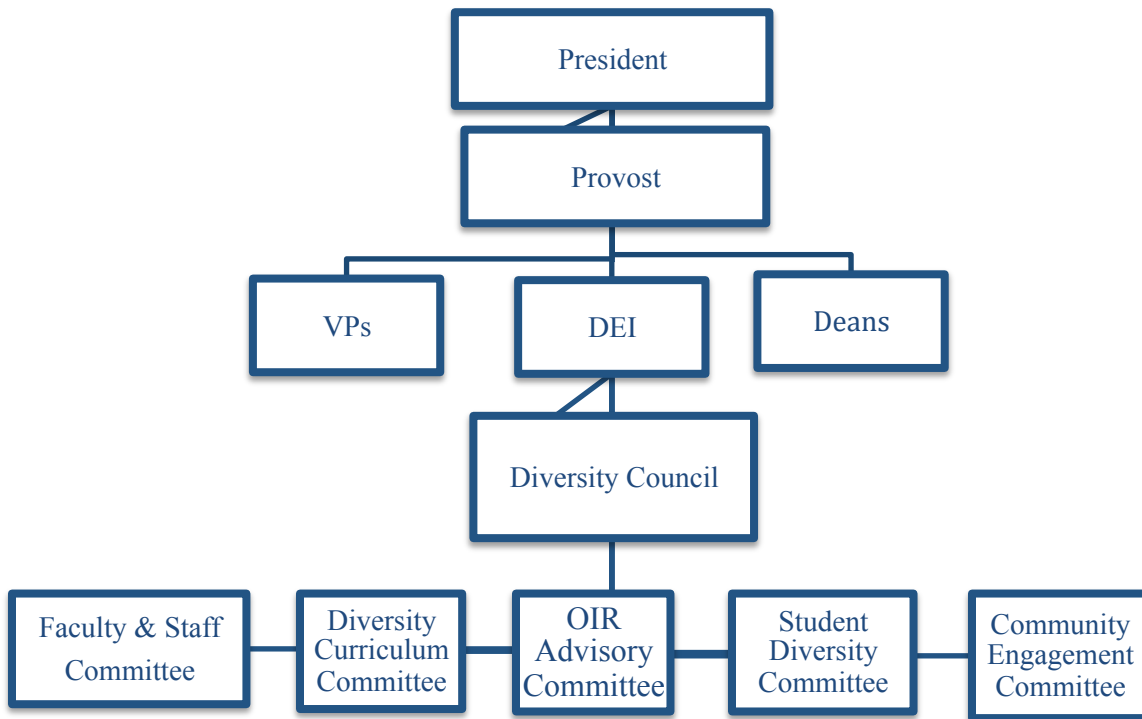 President
Provost
VPs
DEI
Deans
Diversity Council
Faculty & Staff
Committee
Diversity
Curriculum
Committee
OIR
Advisory
Committee
Student
Diversity
Committee
Community
Engagement
Committee